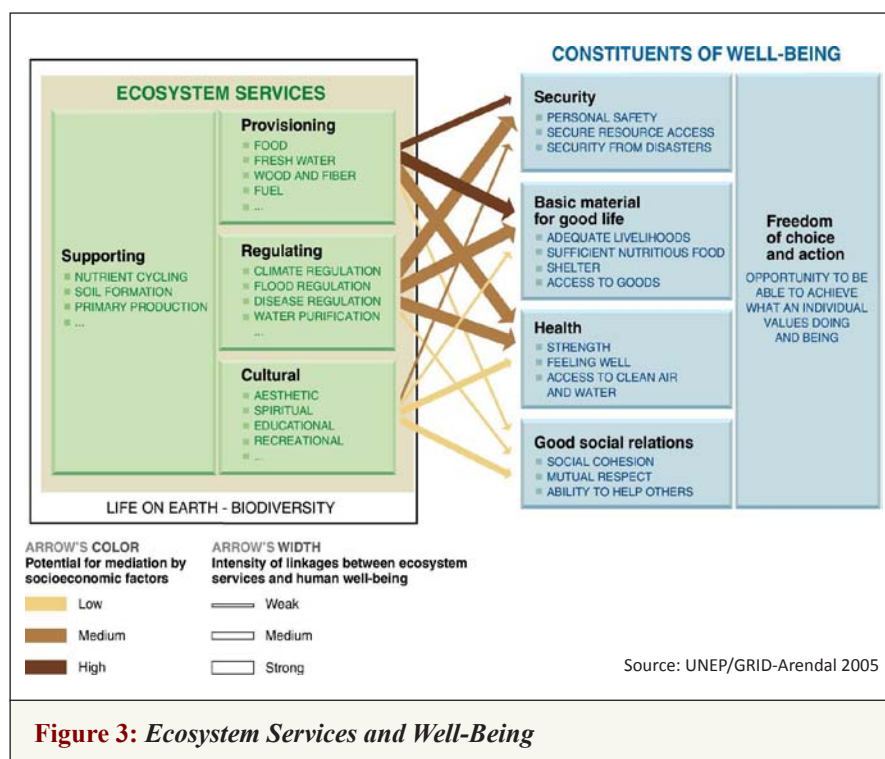 CONSTITUENTS OF WELL-BEING
ECOSYSTEM SERVICES
Supporting
NUTRIENT CYCLING
SOIL FORMATION
PRIMARY PRODUCTION
...
Provisioning
FOOD
FRESH WATER
WOOD AND FIBER
FUEL
...
Regulating
CLIMATE REGULATION
FLOOD REGULATION
DISEASE REGULATION
WATER PURIFICATION
...
Cultural
AESTHETIC
SPIRITUAL
EDUCATIONAL
RECREATIONAL
...
LIFE ON EARTH - BIODIVERSITY
Security
PERSONAL SAFETY
SECURE RESOURCE ACCESS
SECURITY FROM DISASTERS
Basic material
for good life
ADEQUATE LIVELIHOODS
SUFFICIENT NUTRITIOUS FOOD
SHELTER
ACCESS TO GOODS
Health
STRENGTH
FEELING WELL
ACCESS TO CLEAN AIR
AND WATER
Good social relations
SOCIAL COHESION
MUTUAL RESPECT
ABILITY TO HELP OTHERS
Freedom
of choice
and action
OPPORTUNITY TO BE
ABLE TO ACHIEVE
WHAT AN INDIVIDUAL
VALUES DOING
AND BEING
ARROW'S COLOR
Potential for mediation by
socioeconomic factors
Low
Medium
High
ARROW'S WIDTH
Intensity of linkages between ecosystem
services and human well-being
Weak
Medium
Strong
Source: UNEP/GRID-Arendal 2005
Figure 3: Ecosystem Services and Well-Being